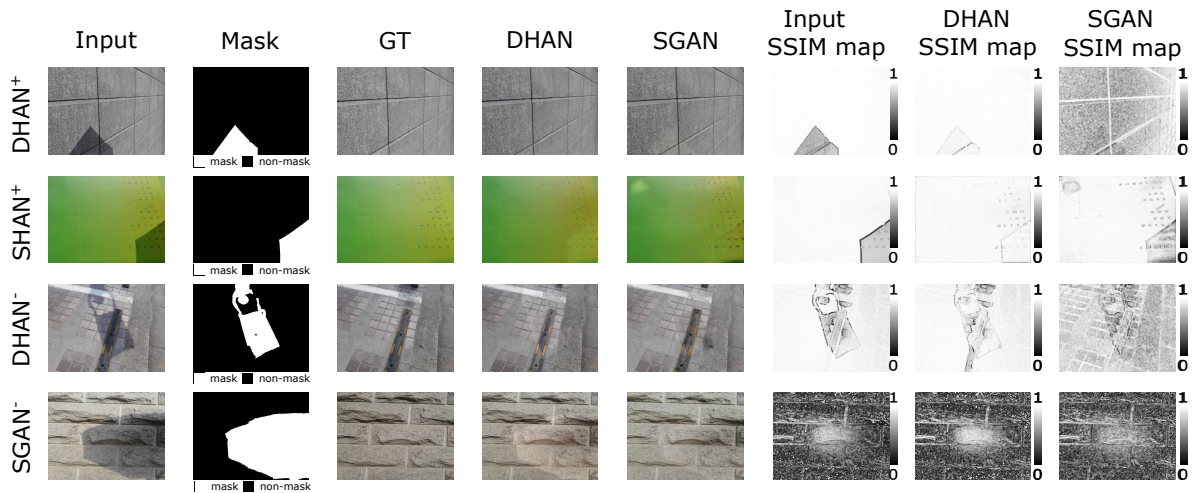 Input Mask GT DHAN SGAN Input SSIM map DHAN SSIM map SGAN SSIM map
DHAN⁺
1 1 1
mask non-mask
0 0 0
SHAN⁺
1 1 1
mask non-mask
0 0 0
DHAN⁻
1 1 1
mask non-mask
0 0 0
SGAN⁻
1 1 1
mask non-mask
0 0 0